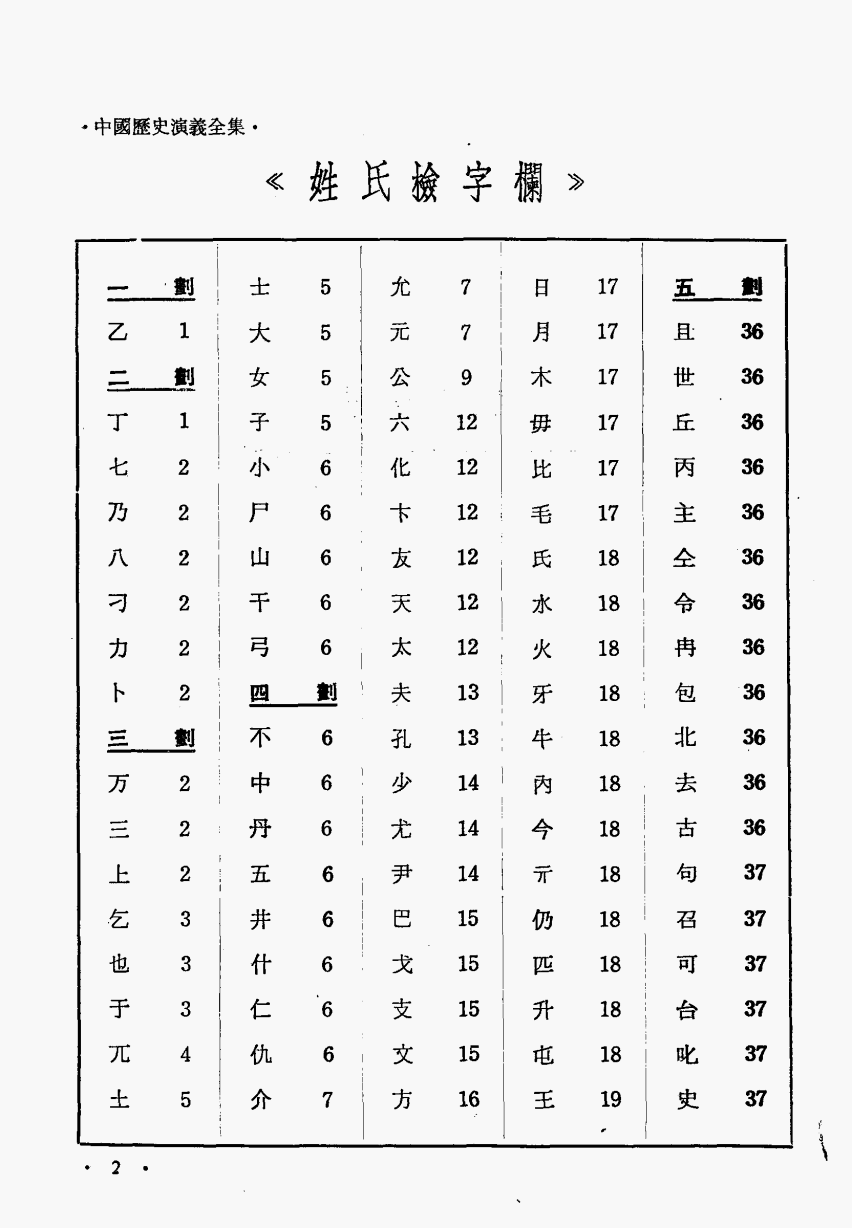 ·中國歷史演義全集·
《姓氏檢字欄》
一劃
乙 1
二劃
丁 1
七 2
乃 2
八 2
刁 2
力 2
卜 2
三劃
万 2
三 2
上 2
乞 3
也 3
于 3
兀 4
土 5
士 5
大 5
女 5
子 5
小 6
尸 6
山 6
干 6
弓 6
四劃
不 6
中 6
丹 6
五 6
井 6
什 6
仁 6
仇 6
介 7
允 7
元 7
公 9
六 12
化 12
卞 12
友 12
天 12
太 12
夫 13
孔 13
少 14
尤 14
尹 14
巴 15
戈 15
支 15
文 15
方 16
日 17
月 17
木 17
毋 17
比 17
毛 17
氏 18
水 18
火 18
牙 18
牛 18
內 18
今 18
亓 18
仍 18
匹 18
升 18
屯 18
王 19
五劃
且 36
世 36
丘 36
丙 36
主 36
仝 36
令 36
冉 36
包 36
北 36
去 36
古 36
句 37
召 37
可 37
台 37
叱 37
史 37
· 2 ·